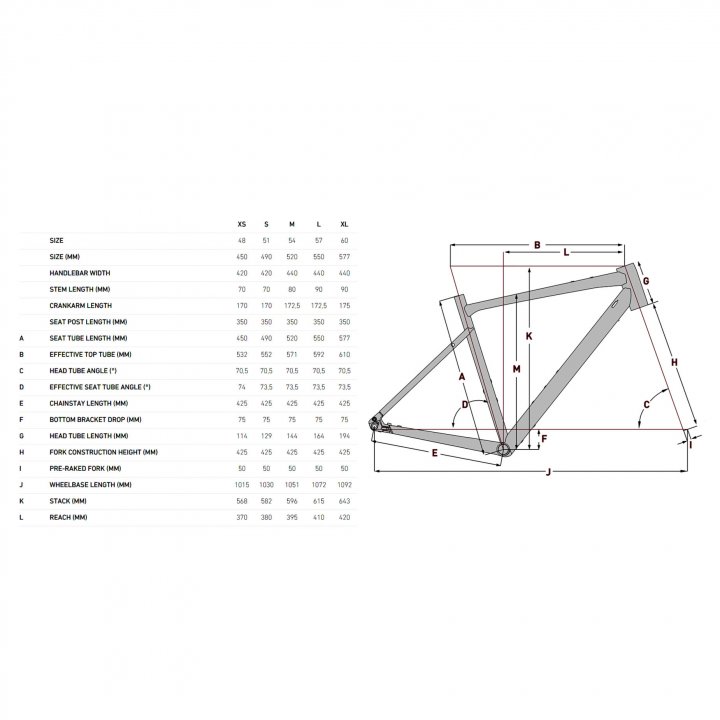 XS S M L XL
SIZE 48 51 54 57 60
SIZE (MM) 450 490 520 550 577
HANDLEBAR WIDTH 420 420 440 440 440
STEM LENGTH (MM) 70 70 80 90 90
CRANKARM LENGTH 170 170 172,5 172,5 175
SEAT POST LENGTH (MM) 350 350 350 350 350
A SEAT TUBE LENGTH (MM) 450 490 520 550 577
B EFFECTIVE TOP TUBE (MM) 532 552 571 592 610
C HEAD TUBE ANGLE (°) 70,5 70,5 70,5 70,5 70,5
D EFFECTIVE SEAT TUBE ANGLE (°) 74 73,5 73,5 73,5 73,5
E CHAINSTAY LENGTH (MM) 425 425 425 425 425
F BOTTOM BRACKET DROP (MM) 75 75 75 75 75
G HEAD TUBE LENGTH (MM) 114 129 144 164 194
H FORK CONSTRUCTION HEIGHT (MM) 425 425 425 425 425
I PRE-RAKED FORK (MM) 50 50 50 50 50
J WHEELBASE LENGTH (MM) 1015 1030 1051 1072 1092
K STACK (MM) 568 582 596 615 643
L REACH (MM) 370 380 395 410 420
B
L
G
K
H
M
A
D
C
F
I
E
J